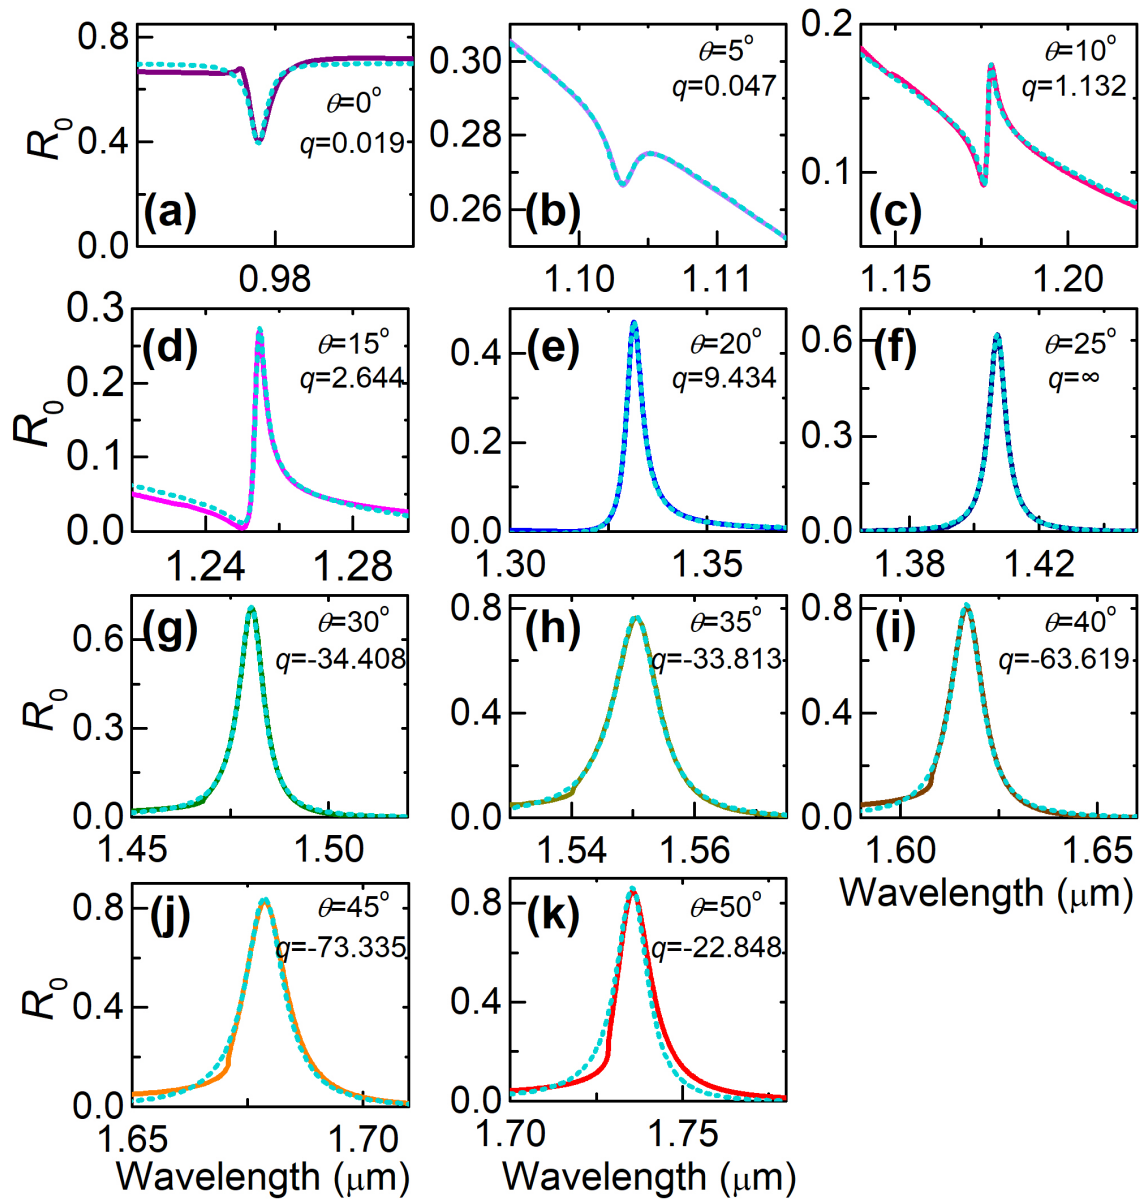 0.8
0.4
0.0
R₀
θ=0°
q=0.019
(a)
0.98
0.30
0.28
0.26
θ=5°
q=0.047
(b)
1.10
1.11
0.2
0.1
θ=10°
q=1.132
(c)
1.15
1.20
0.3
0.2
0.1
0.0
R₀
(d)
θ=15°
q=2.644
1.24
1.28
0.4
0.2
0.0
(e)
θ=20°
q=9.434
1.30
1.35
0.6
0.3
0.0
(f)
θ=25°
q=∞
1.38
1.42
0.6
0.3
0.0
R₀
(g)
θ=30°
q=-34.408
1.45
1.50
0.8
0.4
0.0
(h)
θ=35°
q=-33.813
1.54
1.56
0.8
0.4
0.0
(i)
θ=40°
q=-63.619
1.60
1.65
Wavelength (μm)
0.8
0.4
0.0
R₀
(j)
θ=45°
q=-73.335
1.65
1.70
Wavelength (μm)
0.8
0.4
0.0
(k)
θ=50°
q=-22.848
1.70
1.75
Wavelength (μm)